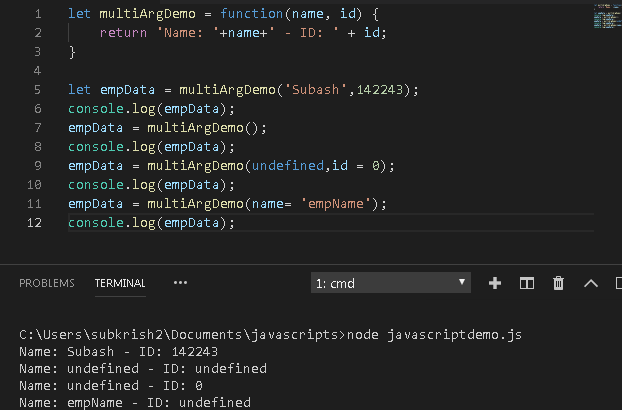 1 let multiArgDemo = function(name, id) {
2 return 'Name: '+name+' - ID: ' + id;
3 }
4
5 let empData = multiArgDemo('Subash',142243);
6 console.log(empData);
7 empData = multiArgDemo();
8 console.log(empData);
9 empData = multiArgDemo(undefined,id = 0);
10 console.log(empData);
11 empData = multiArgDemo(name= 'empName');
12 console.log(empData);
PROBLEMS TERMINAL ••• 1: cmd
C:\Users\subkrish2\Documents\javascripts>node javascriptdemo.js
Name: Subash - ID: 142243
Name: undefined - ID: undefined
Name: undefined - ID: 0
Name: empName - ID: undefined